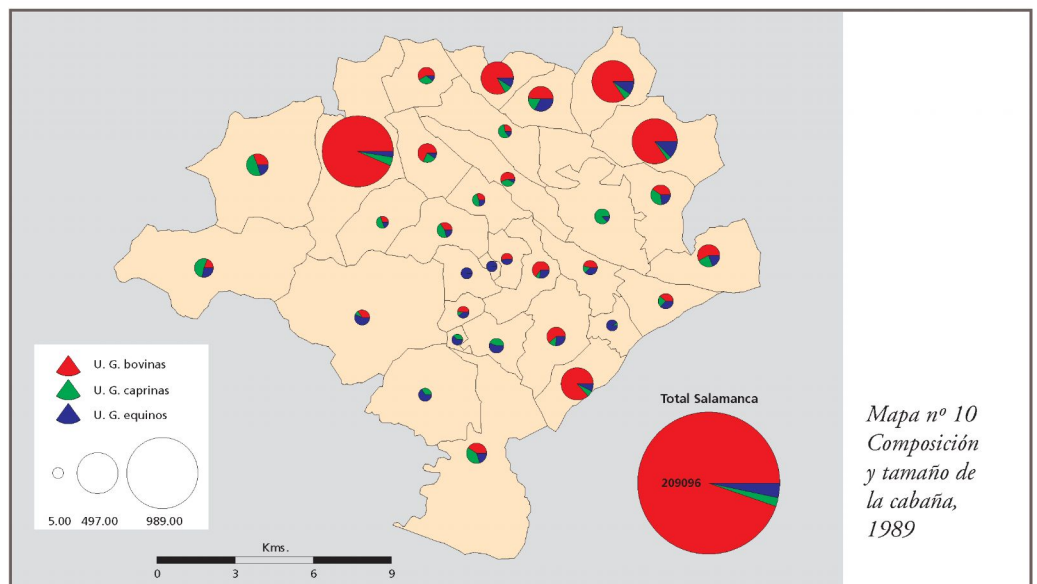 U. G. bovinas
U. G. caprinas
U. G. equinos
5.00 497.00 989.00
Kms.
0 3 6 9
Total Salamanca
209096
Mapa nº 10
Composición
y tamaño de
la cabaña,
1989